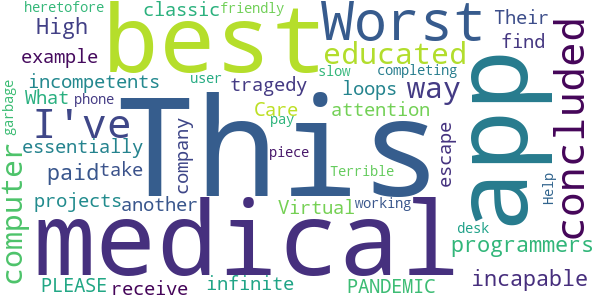 heretofore
classic
friendly
High
best
Worst
Their
find
example
educated
incompetents
user
tragedy
slow
completing
What
phone
loops
way
garbage
I've
This
Care
attention
app
concluded
essentially
company
pay
escape
computer
paid
take
piece
Terrible
projects
another
medical
Virtual
working
Help
desk
programmers
PLEASE
receive
infinite
PANDEMIC
incapable